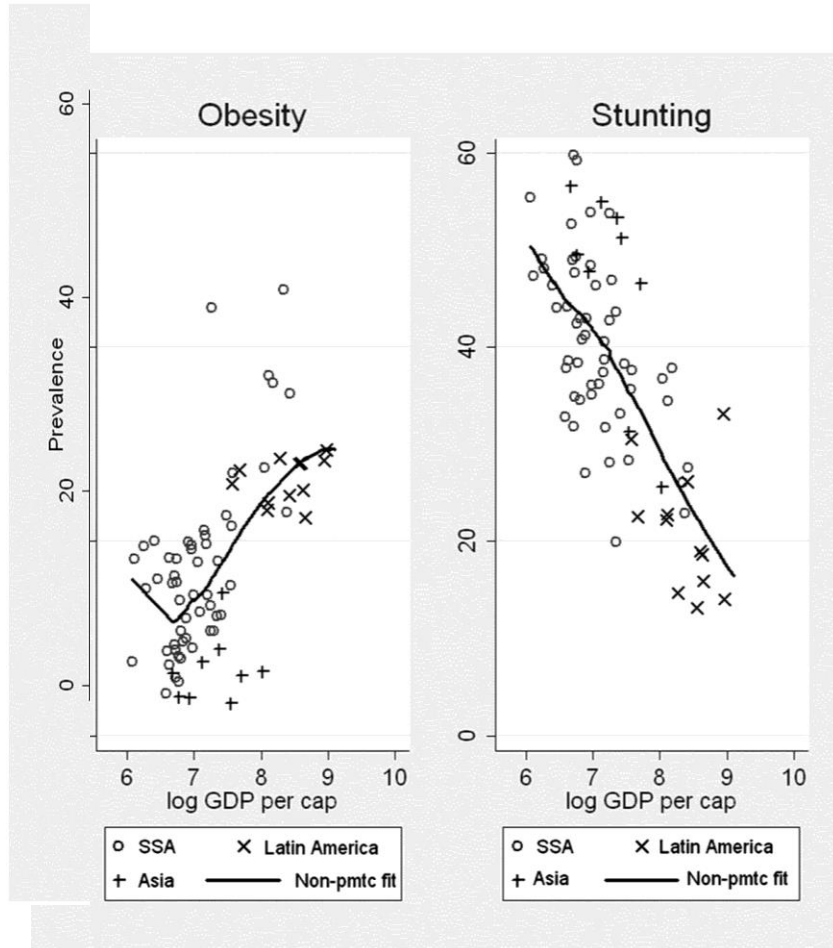 Obesity
Stunting
Prevalence
60
40
20
0
6 7 8 9 10
log GDP per cap
60
40
20
0
6 7 8 9 10
log GDP per cap
SSA Latin America
Asia Non-pmtc fit
SSA Latin America
Asia Non-pmtc fit